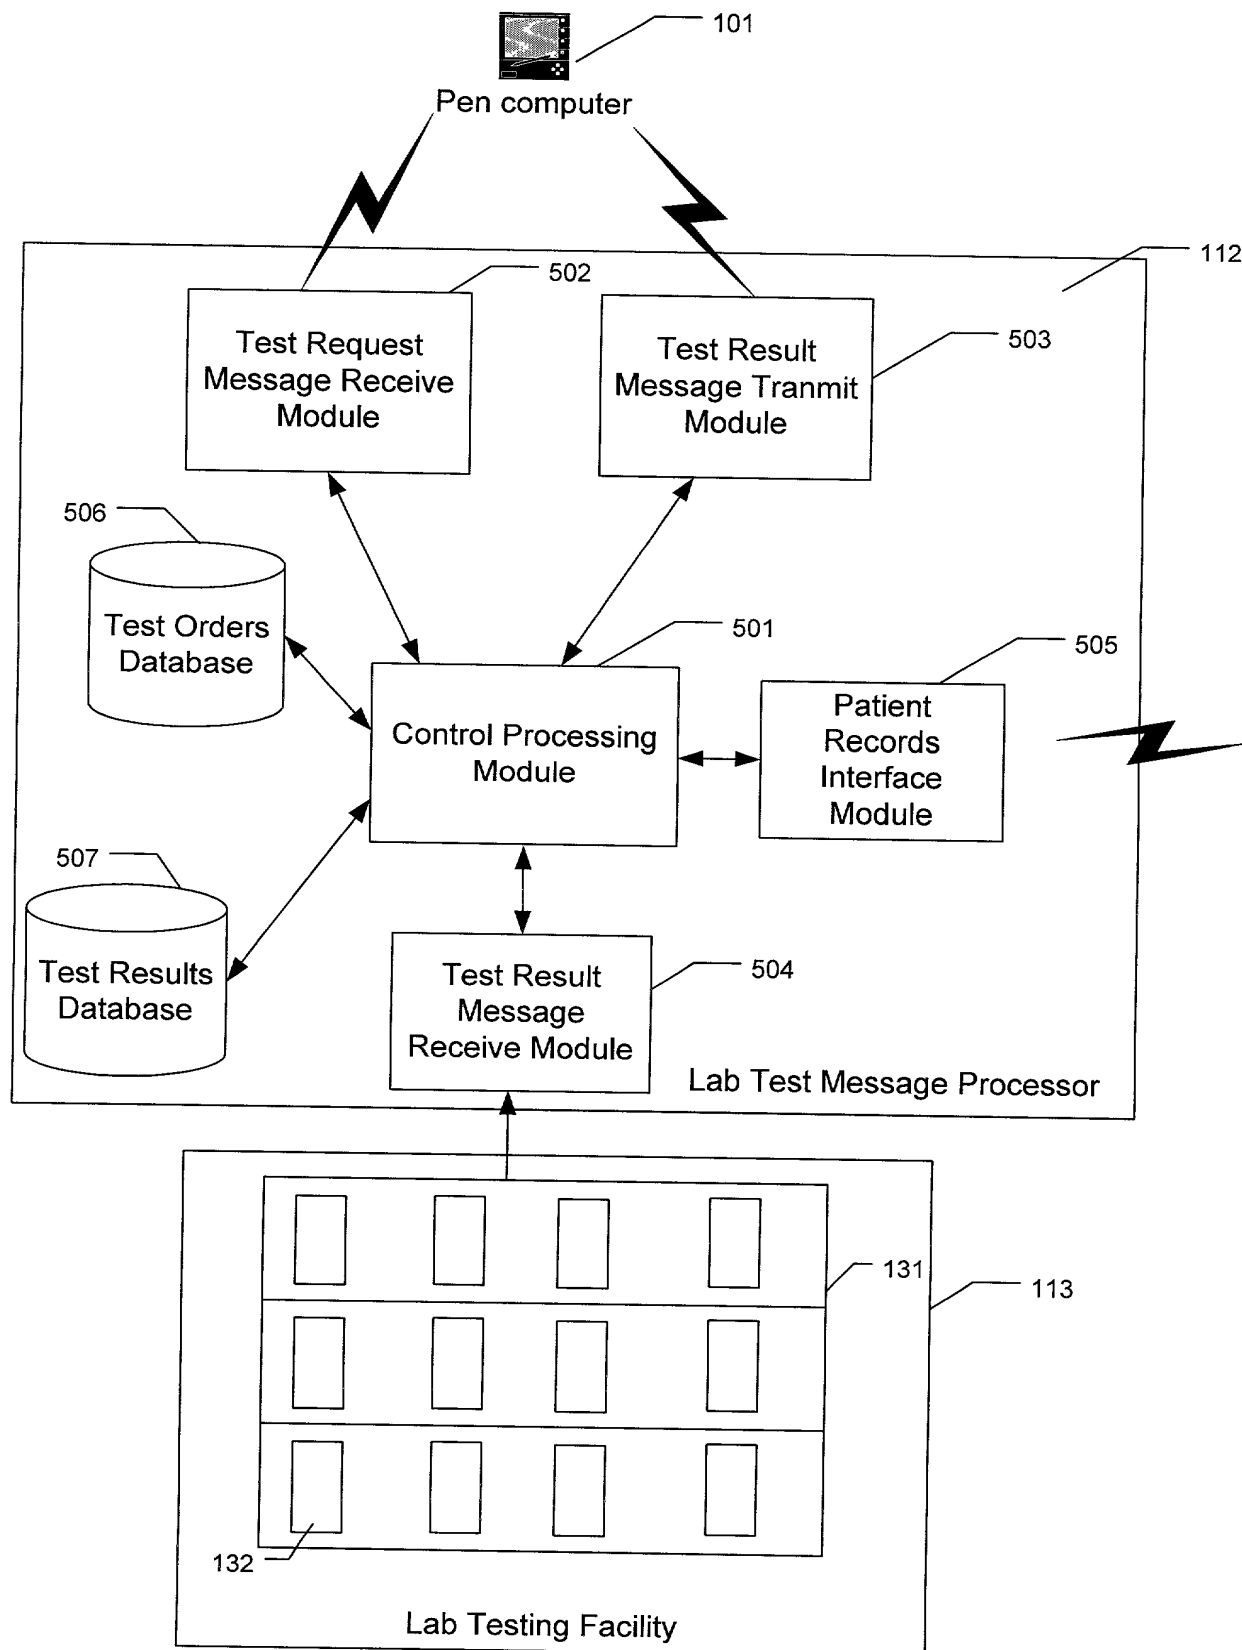 101
Pen computer
112
502
Test Request
Message Receive
Module
503
Test Result
Message Tranmit
Module
506
Test Orders
Database
501
Control Processing
Module
505
Patient
Records
Interface
Module
507
Test Results
Database
504
Test Result
Message
Receive Module
Lab Test Message Processor
131
113
132
Lab Testing Facility